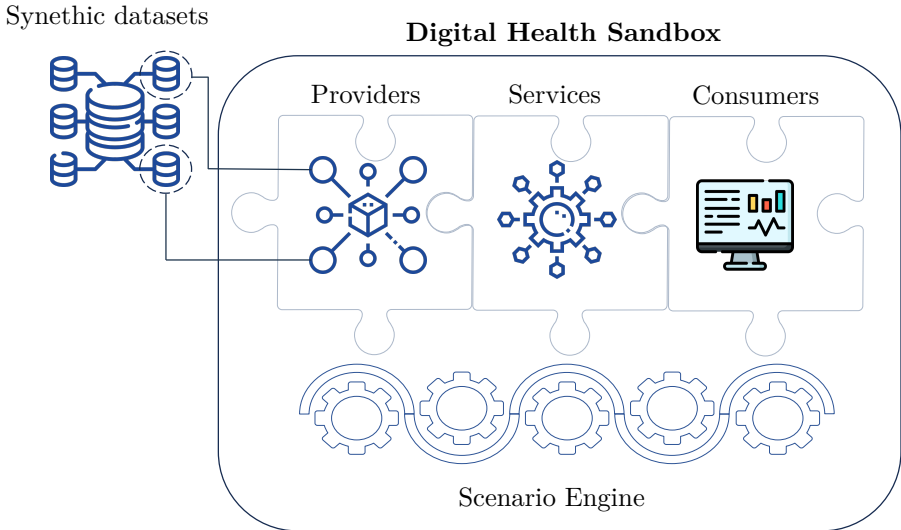 Synethic datasets
Digital Health Sandbox
Providers
Services
Consumers
Scenario Engine